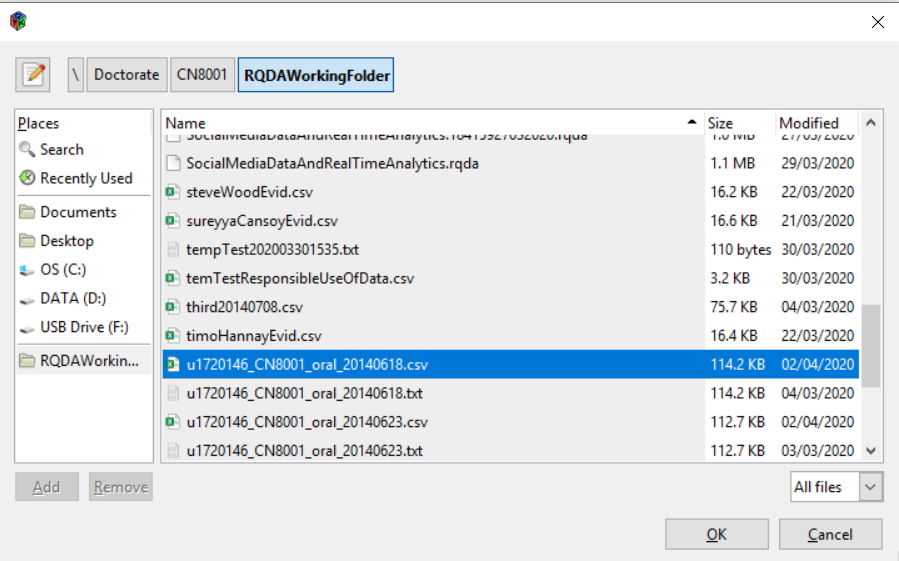 \ Doctorate CN8001 RQDAWorkingFolder
Places
Search
Recently Used
Documents
Desktop
OS (C:)
DATA (D:)
USB Drive (F:)
RQDAWorkin...
Name Size Modified
SocialMediaDataAndRealTimeAnalytics.rqda 1.1 MB 29/03/2020
steveWoodEvid.csv 16.2 KB 22/03/2020
sureyyaCansoyEvid.csv 16.6 KB 21/03/2020
tempTest202003301535.txt 110 bytes 30/03/2020
temTestResponsibleUseOfData.csv 3.2 KB 30/03/2020
third20140708.csv 75.7 KB 04/03/2020
timoHannayEvid.csv 16.4 KB 22/03/2020
u1720146_CN8001_oral_20140618.csv 114.2 KB 02/04/2020
u1720146_CN8001_oral_20140618.txt 114.2 KB 04/03/2020
u1720146_CN8001_oral_20140623.csv 112.7 KB 02/04/2020
u1720146_CN8001_oral_20140623.txt 112.7 KB 03/03/2020
Add Remove
All files
OK Cancel